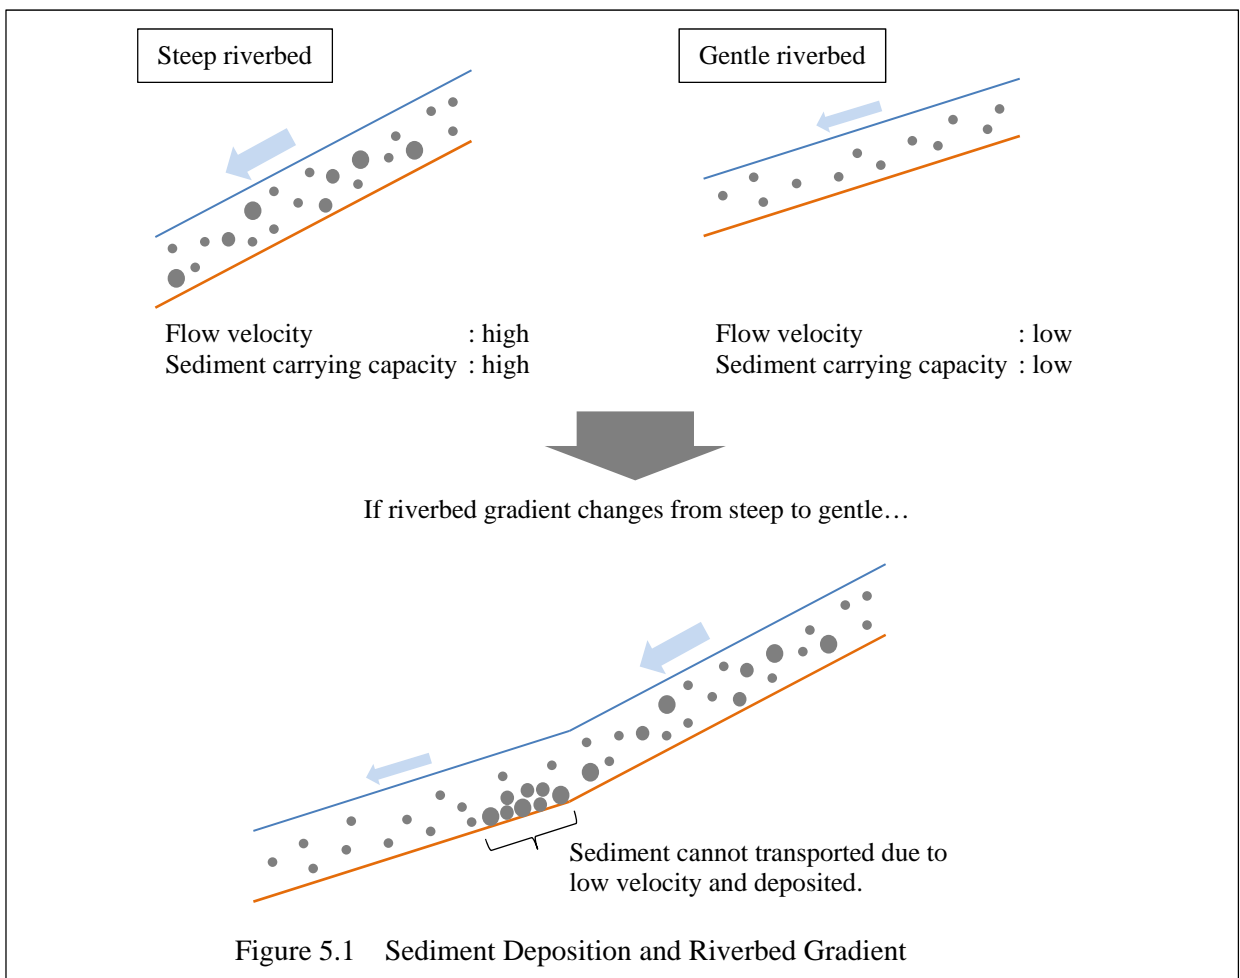 Steep riverbed
Gentle riverbed
Flow velocity : high
Sediment carrying capacity : high
Flow velocity : low
Sediment carrying capacity : low
If riverbed gradient changes from steep to gentle…
Sediment cannot transported due to
low velocity and deposited.
Figure 5.1 Sediment Deposition and Riverbed Gradient